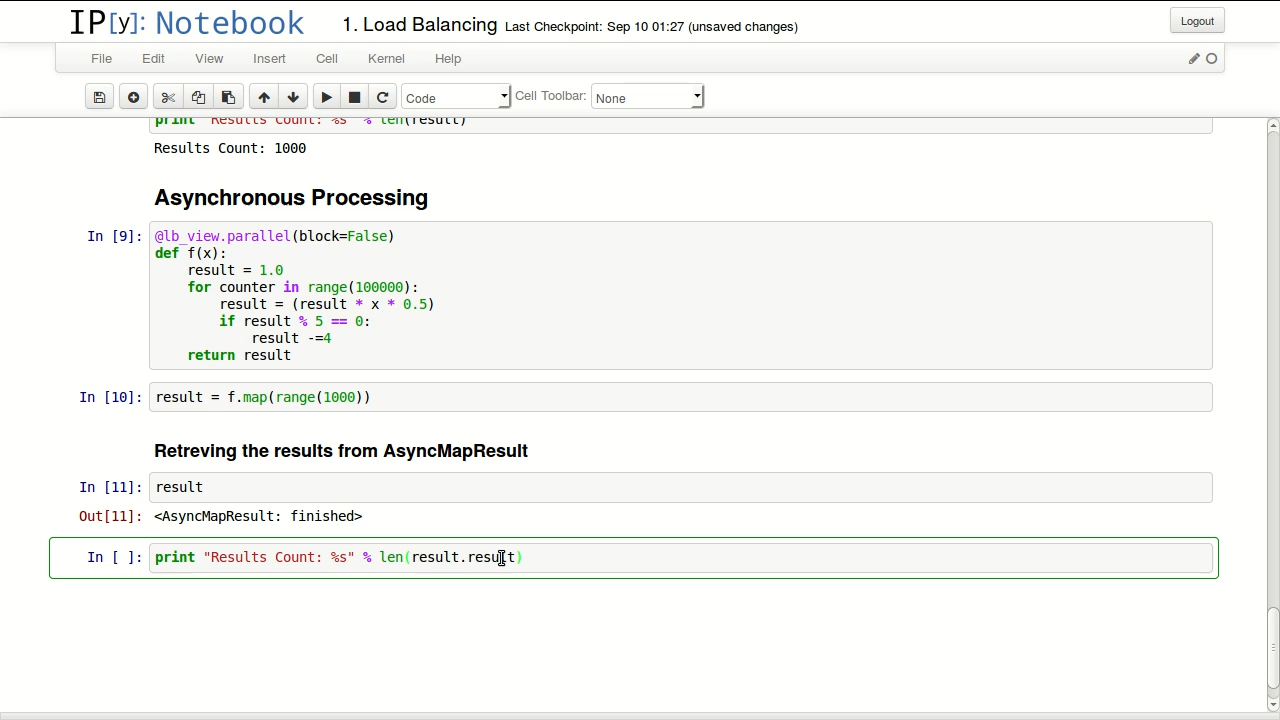 IP[y]: Notebook 1. Load Balancing Last Checkpoint: Sep 10 01:27 (unsaved changes) Logout
File Edit View Insert Cell Kernel Help
Code Cell Toolbar: None
print "Results Count: %s" % len(result)
Results Count: 1000
Asynchronous Processing
In [9]: @lb_view.parallel(block=False)
def f(x):
    result = 1.0
    for counter in range(100000):
        result = (result * x * 0.5)
        if result % 5 == 0:
            result -=4
    return result
In [10]: result = f.map(range(1000))
Retreving the results from AsyncMapResult
In [11]: result
Out[11]: <AsyncMapResult: finished>
In [ ]: print "Results Count: %s" % len(result.result)